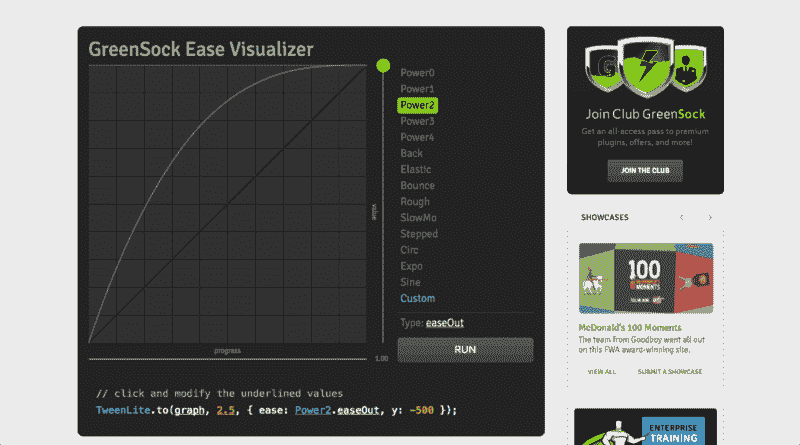 GreenSock Ease Visualizer
Power0
Power1
Power2
Power3
Power4
Back
Elastic
Bounce
Rough
SlowMo
Stepped
Circ
Expo
Sine
Custom
value
progress
1.00
Type: easeOut
RUN
// click and modify the underlined values
TweenLite.to(graph, 2.5, { ease: Power2.easeOut, y: -500 });
G
Join Club GreenSock
Get an all-access pass to premium
plugins, offers, and more!
JOIN THE CLUB
SHOWCASES
100
MOMENTS
McDonald's 100 Moments
The team from Goodboy went all out
on this FWA award-winning site.
VIEW ALL
SUBMIT A SHOWCASE
ENTERPRISE
TRAINING